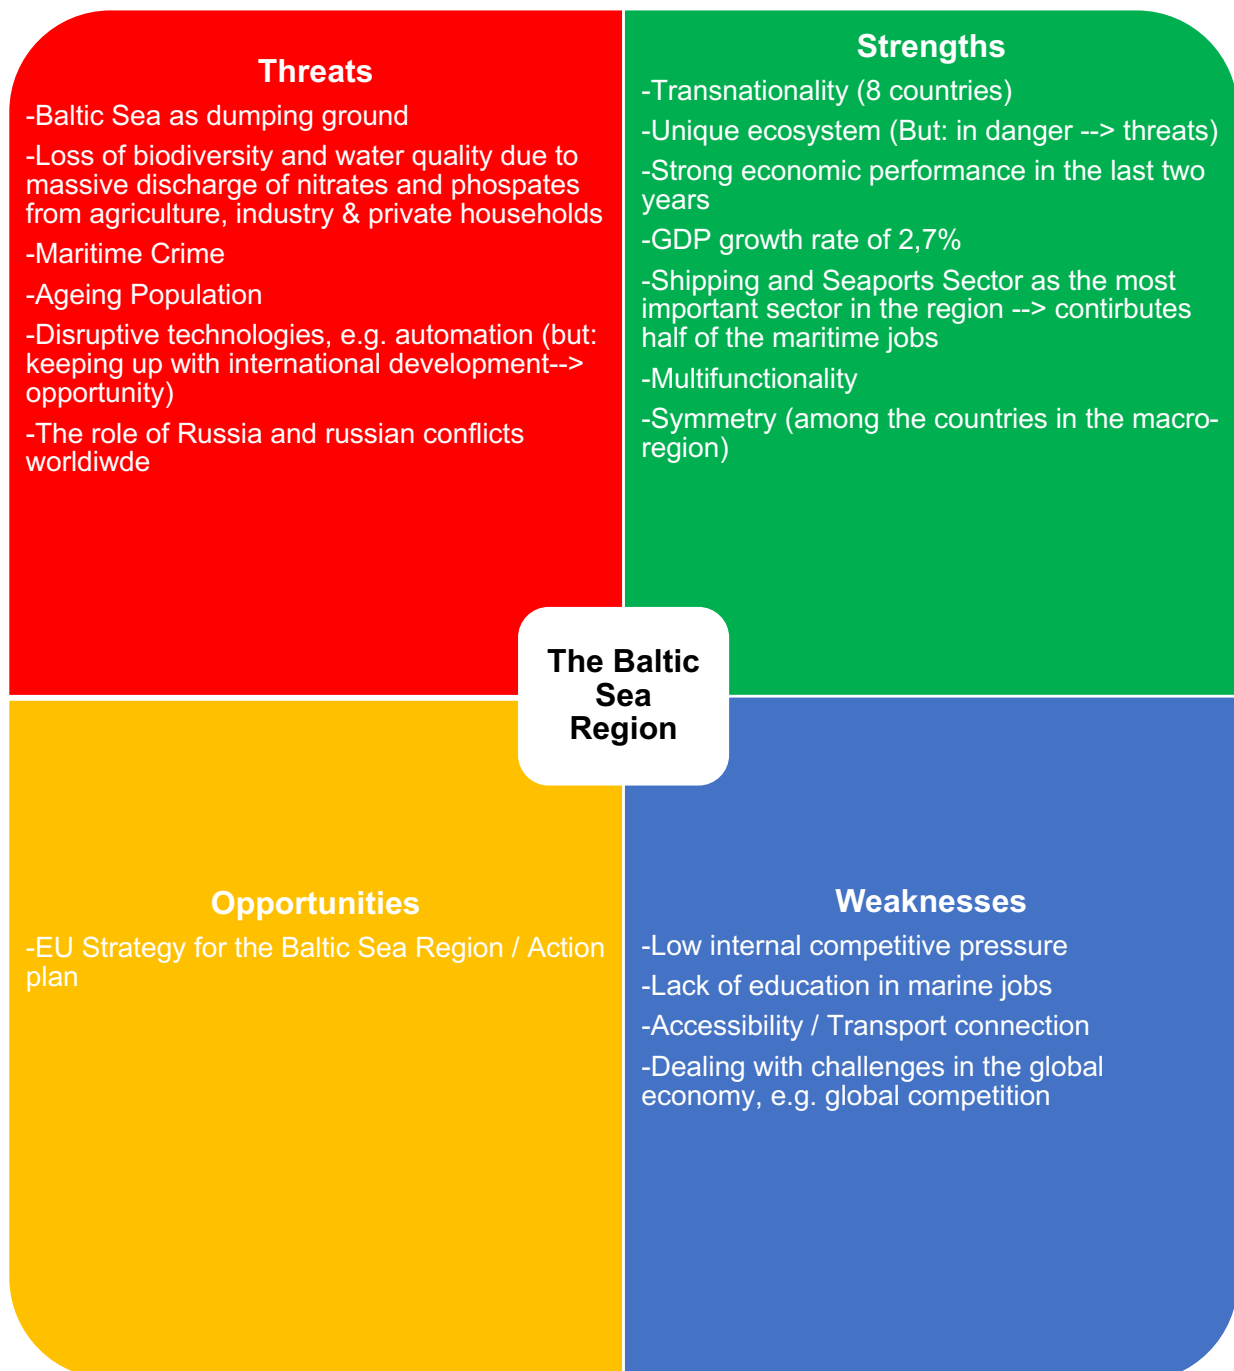 Threats
-Baltic Sea as dumping ground
-Loss of biodiversity and water quality due to
massive discharge of nitrates and phospates
from agriculture, industry & private households
-Maritime Crime
-Ageing Population
-Disruptive technologies, e.g. automation (but:
keeping up with international development-->
opportunity)
-The role of Russia and russian conflicts
worldiwde
Strengths
-Transnationality (8 countries)
-Unique ecosystem (But: in danger --> threats)
-Strong economic performance in the last two
years
-GDP growth rate of 2,7%
-Shipping and Seaports Sector as the most
important sector in the region --> contirbutes
half of the maritime jobs
-Multifunctionality
-Symmetry (among the countries in the macro-
region)
The Baltic
Sea
Region
Opportunities
-EU Strategy for the Baltic Sea Region / Action
plan
Weaknesses
-Low internal competitive pressure
-Lack of education in marine jobs
-Accessibility / Transport connection
-Dealing with challenges in the global
economy, e.g. global competition